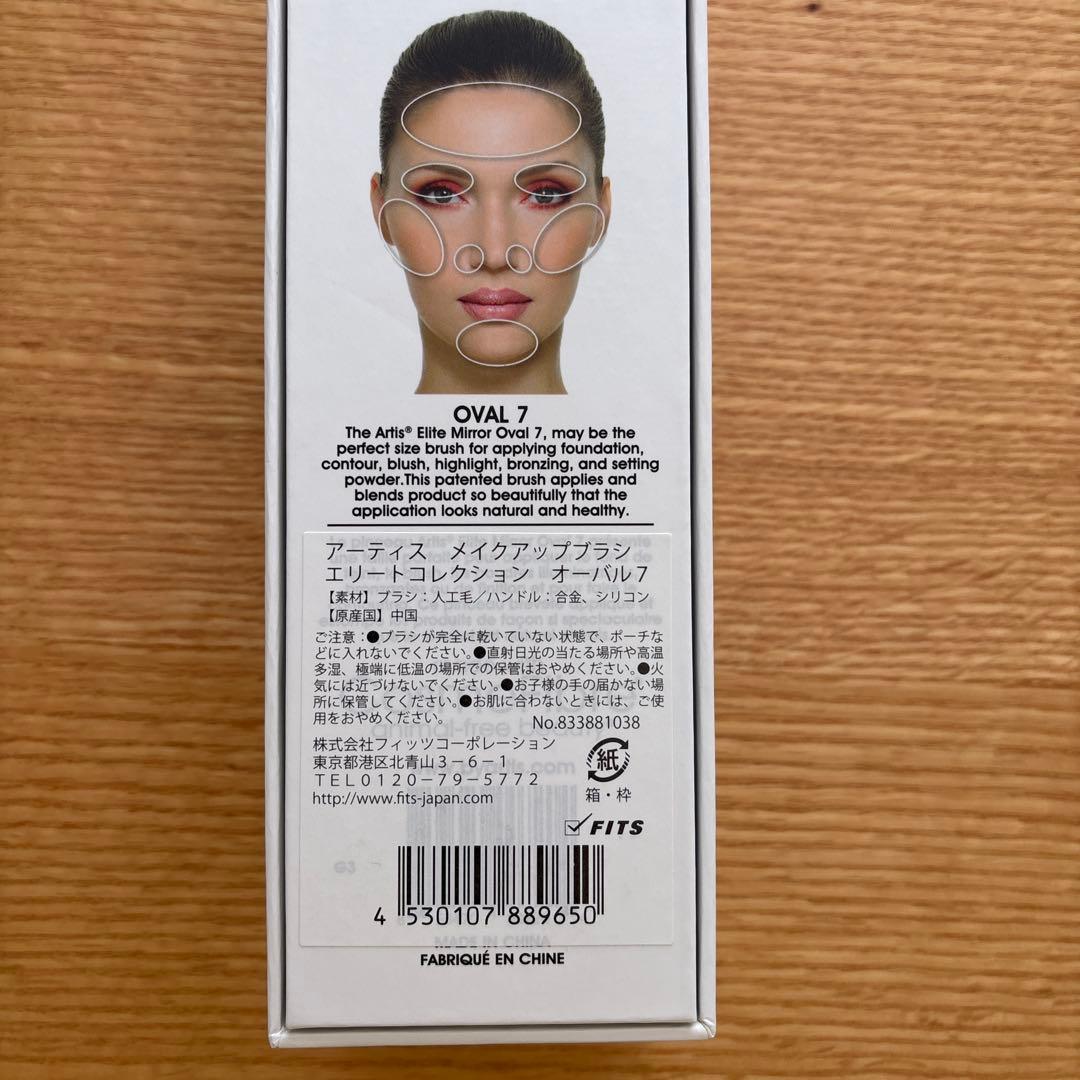 OVAL 7
The Artis® Elite Mirror Oval 7, may be the
perfect size brush for applying foundation,
contour, blush, highlight, bronzing, and setting
powder.This patented brush applies and
blends product so beautifully that the
application looks natural and healthy.
アーティス　メイクアップブラシ
エリートコレクション　オーバル7
【素材】ブラシ：人工毛／ハンドル：合金、シリコン
【原産国】中国
ご注意：●ブラシが完全に乾いていない状態で、ポーチな
どに入れないでください。●直射日光の当たる場所や高温
多湿、極端に低温の場所での保管はおやめください。●火
気には近づけないでください。●お子様の手の届かない場
所に保管してください。●お肌に合わないときには、ご使
用をおやめください。
No.833881038
animal-free beauty
株式会社フィッツコーポレーション
東京都港区北青山3－6－1
TEL0120－79－5772
http://www.fits-japan.com
紙
箱・枠
FITS
G3
4 530107 889650
MADE IN CHINA
FABRIQUÉ EN CHINE